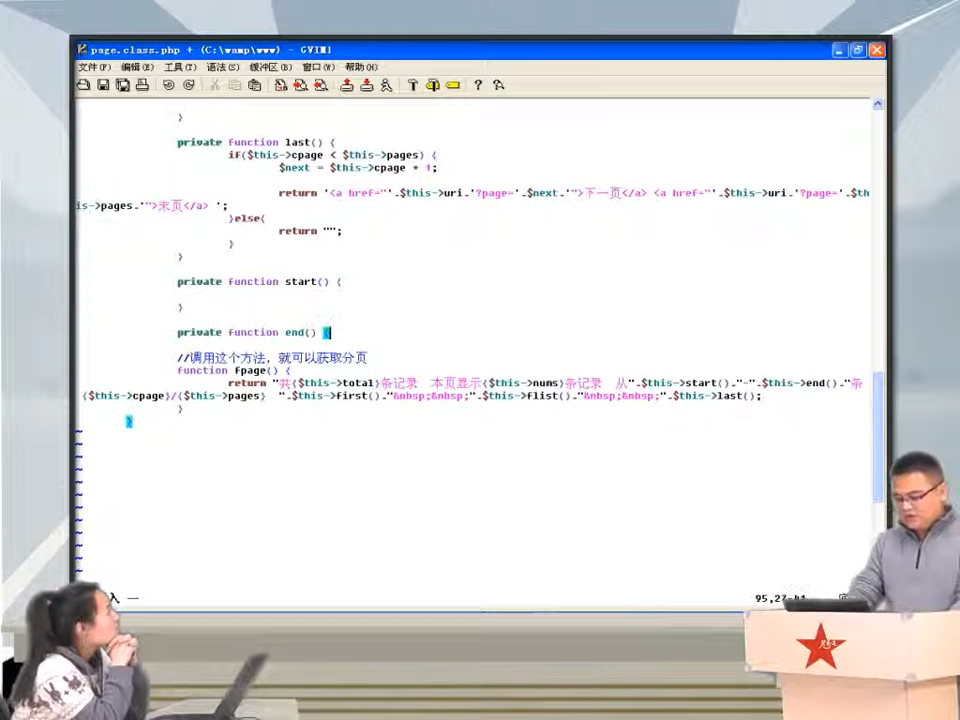 page.class.php + (C:\wamp\www) - GVIM1
文件(F) 编辑(E) 工具(T) 语法(S) 缓冲区(B) 窗口(W) 帮助(H)
}
private function last() {
if($this->cpage < $this->pages) {
$next = $this->cpage + 1;
return '<a href="'.$this->uri.'?page='.$next.'">下一页</a> <a href="'.$this->uri.'?page='.$th
is->pages.'">末页</a> ';
}else{
return "";
}
}
private function start() {
}
private function end() {
//调用这个方法，就可以获取分页
function fpage() {
return "共{$this->total}条记录 本页显示{$this->nums}条记录 从".$this->start()."-".$this->end()."条
{$this->cpage}/{$this->pages} ".$this->first()."&nbsp;&nbsp;".$this->flist()."&nbsp;&nbsp;".$this->last();
}
}
~
~
~
~
~
~
~
~
~
~
~
~
入 --
95,27-41